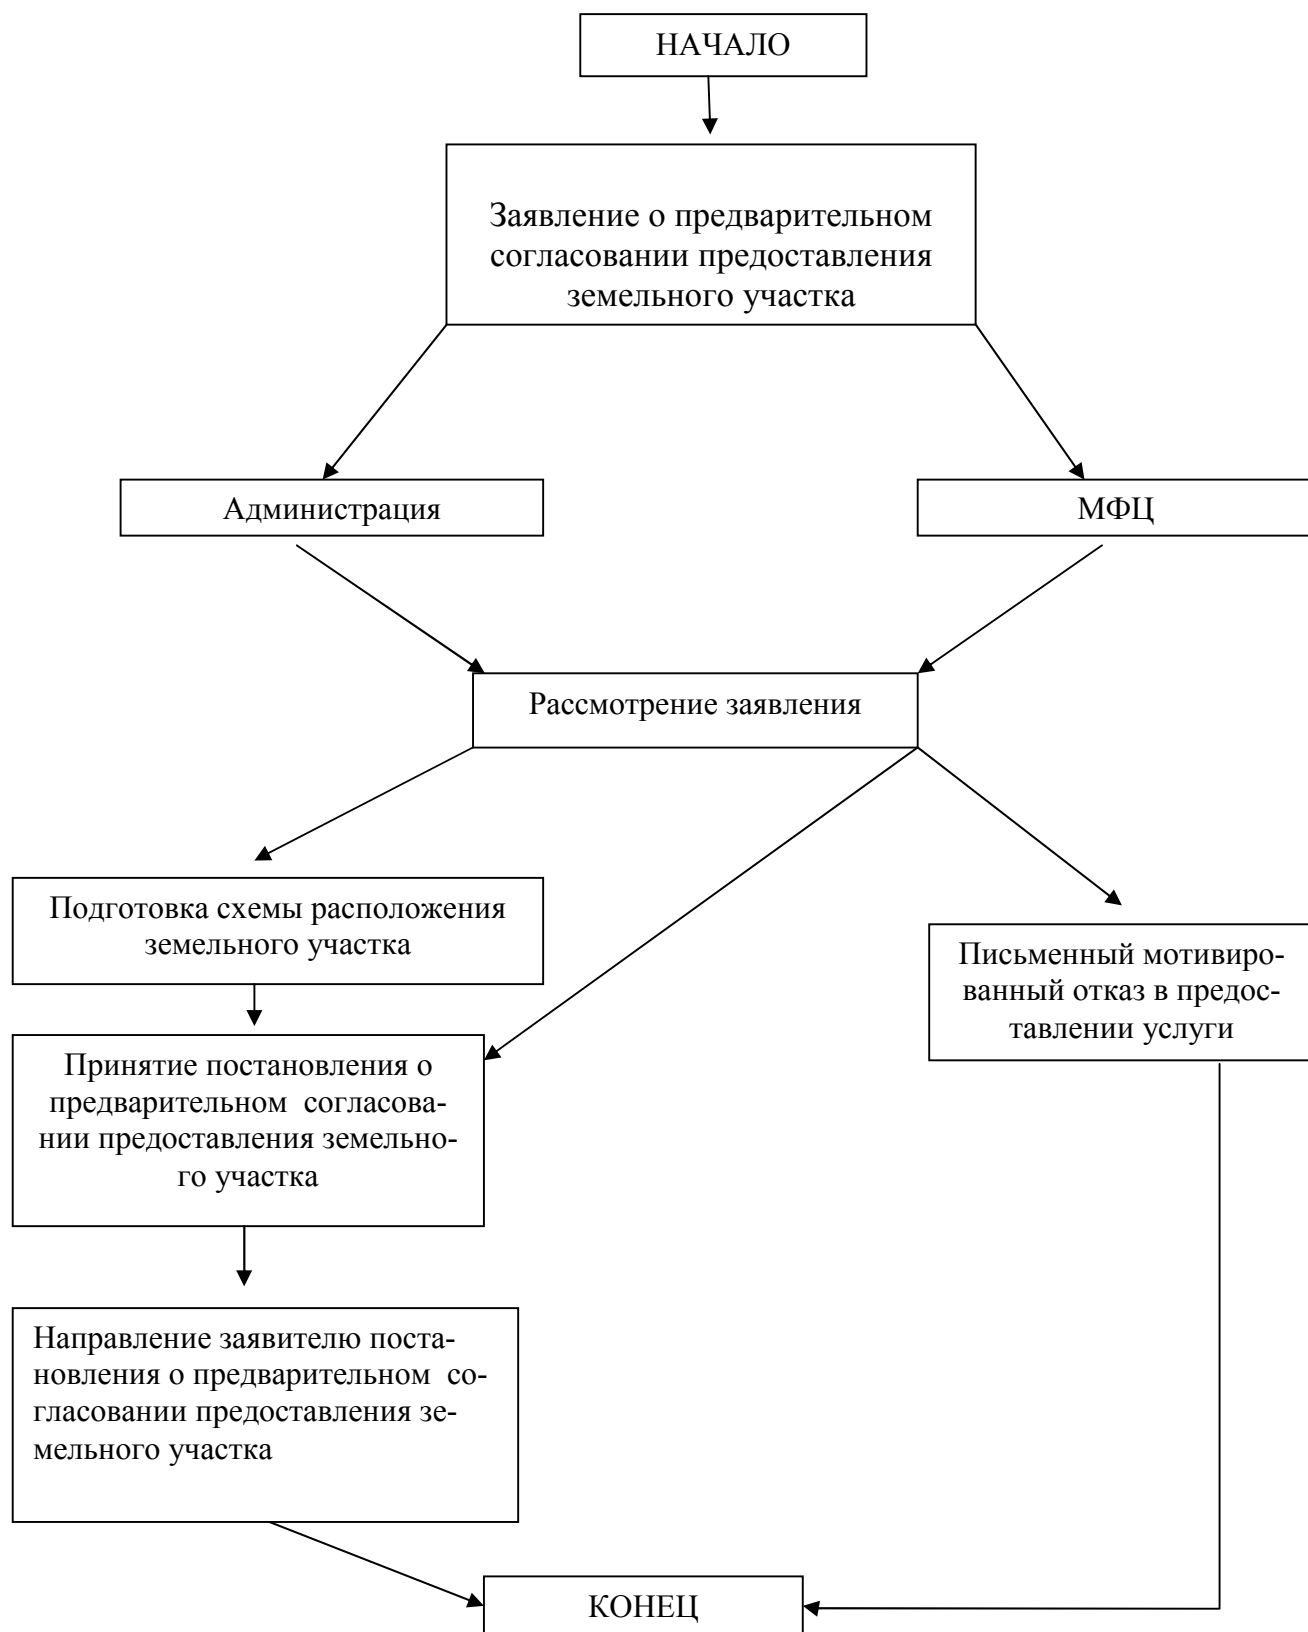 НАЧАЛО
Заявление о предварительном
согласовании предоставления
земельного участка
Администрация
МФЦ
Рассмотрение заявления
Подготовка схемы расположения
земельного участка
Письменный мотивиро-
ванный отказ в предос-
тавлении услуги
Принятие постановления о
предварительном  согласова-
нии предоставления земельно-
го участка
Направление заявителю поста-
новления о предварительном  со-
гласовании предоставления зе-
мельного участка
КОНЕЦ